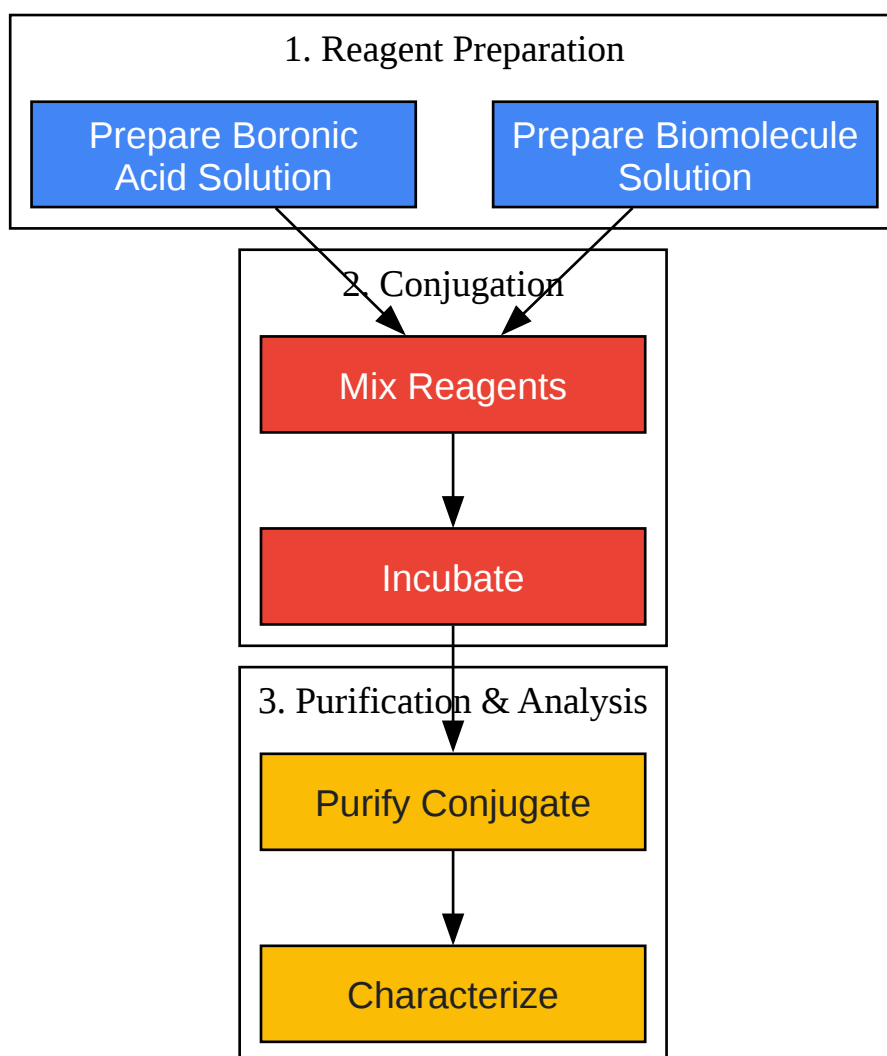 1. Reagent Preparation
Prepare Boronic
Acid Solution
Prepare Biomolecule
Solution
2. Conjugation
Mix Reagents
Incubate
3. Purification & Analysis
Purify Conjugate
Characterize